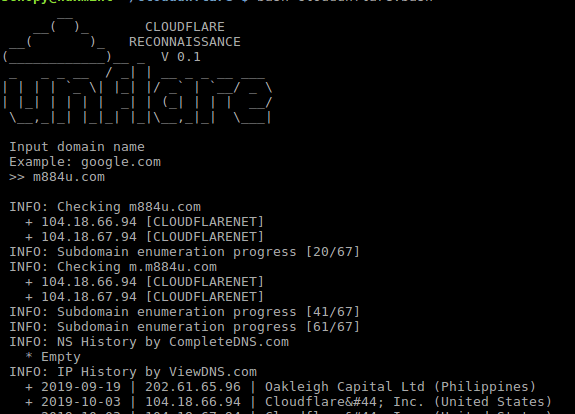 CLOUDFLARE
RECONNAISSANCE
V 0.1
unflare
Input domain name
Example: google.com
>> m884u.com
INFO: Checking m884u.com
+ 104.18.66.94 [CLOUDFLARENET]
+ 104.18.67.94 [CLOUDFLARENET]
INFO: Subdomain enumeration progress [20/67]
INFO: Checking m.m884u.com
+ 104.18.66.94 [CLOUDFLARENET]
+ 104.18.67.94 [CLOUDFLARENET]
INFO: Subdomain enumeration progress [41/67]
INFO: Subdomain enumeration progress [61/67]
INFO: NS History by CompleteDNS.com
* Empty
INFO: IP History by ViewDNS.com
+ 2019-09-19 | 202.61.65.96 | Oakleigh Capital Ltd (Philippines)
+ 2019-10-03 | 104.18.66.94 | Cloudflare&#44; Inc. (United States)